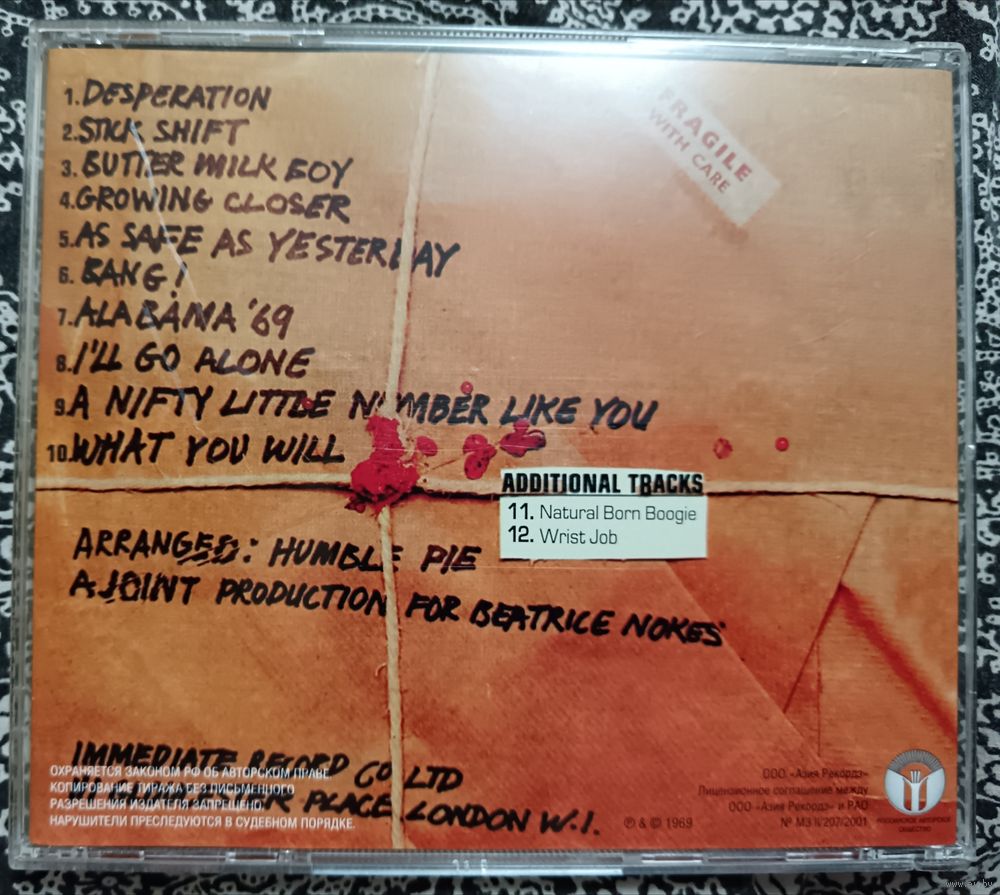 1. DESPERATION
2. STICK SHIFT
3. BUTTER MILK BOY
4. GROWING CLOSER
5. AS SAFE AS YESTERDAY
6. BANG!
7. ALABAMA '69
8. I'LL GO ALONE
9. A NIFTY LITTLE NUMBER LIKE YOU
10. WHAT YOU WILL
FRAGILE
WITH CARE
ADDITIONAL TRACKS
11. Natural Born Boogie
12. Wrist Job
ARRANGED: HUMBLE PIE
A JOINT PRODUCTION FOR BEATRICE NOKES
IMMEDIATE RECORD CO LTD
PLACE LONDON W.1.
ОХРАНЯЕТСЯ ЗАКОНОМ РФ ОБ АВТОРСКОМ ПРАВЕ.
КОПИРОВАНИЕ ТИРАЖА БЕЗ ПИСЬМЕННОГО
РАЗРЕШЕНИЯ ИЗДАТЕЛЯ ЗАПРЕЩЕНО.
НАРУШИТЕЛИ ПРЕСЛЕДУЮТСЯ В СУДЕБНОМ ПОРЯДКЕ.
℗ & © 1969
ООО «Азия Рекордз»
Лицензионное соглашение между
ООО «Азия Рекордз» и РАО
№ МЗ II/297/2001
РОССИЙСКОЕ АВТОРСКОЕ
ОБЩЕСТВО